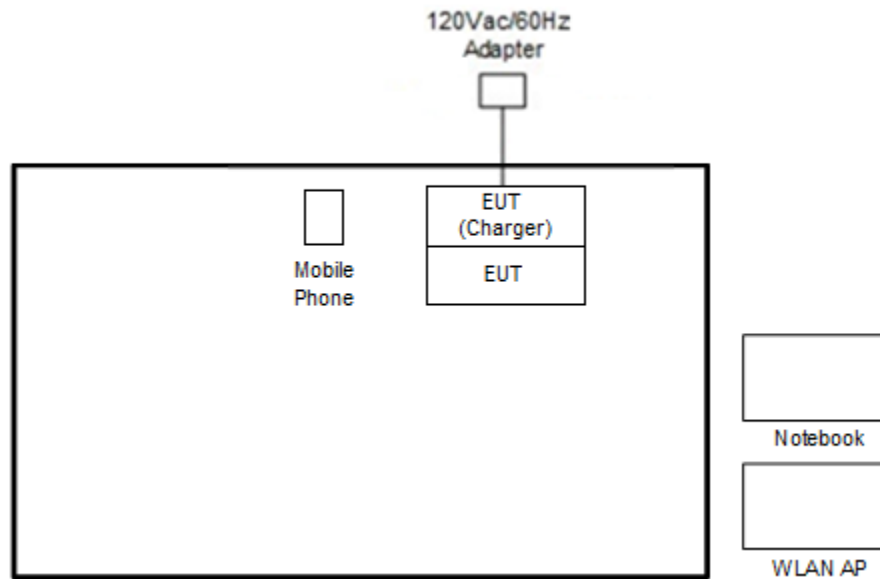 120Vac/60Hz
Adapter
EUT
(Charger)
EUT
Mobile
Phone
Notebook
WLAN AP